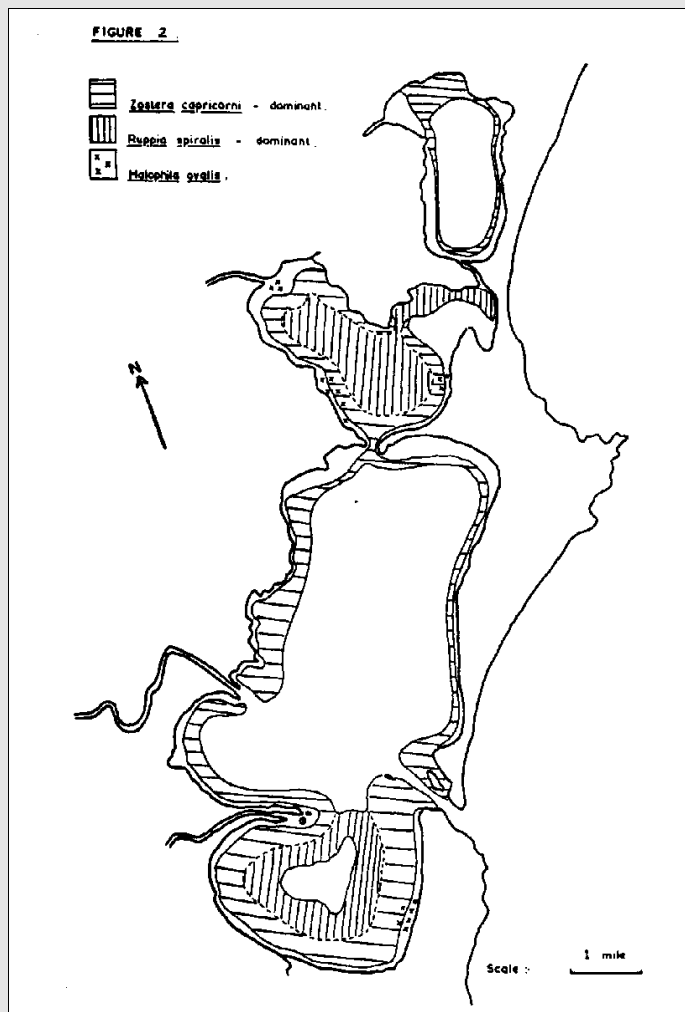 FIGURE 2.
Zostera capricorni - dominant.
Ruppia spiralis - dominant.
Halophila ovalis.
N
Scale :-
1 mile